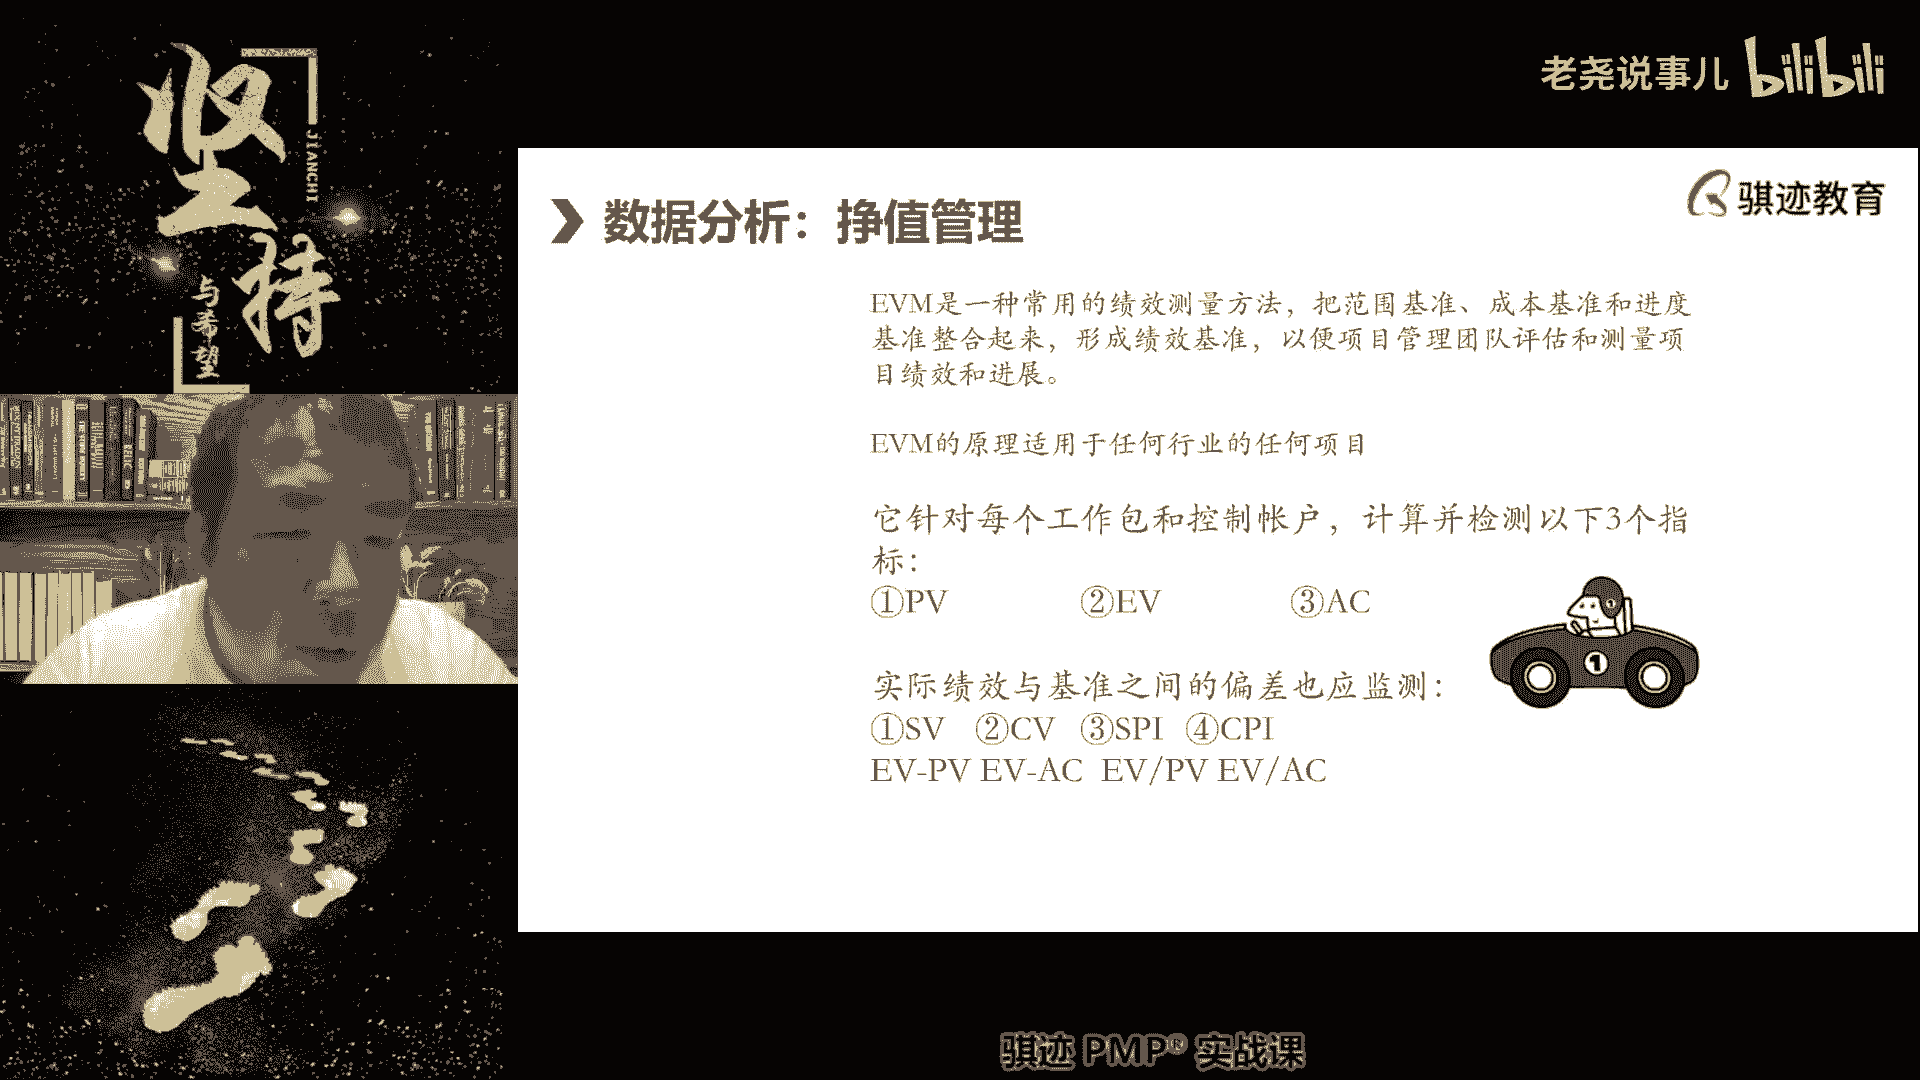 坚持
JIANCHI
与希望
老尧说事儿 bilibili
骐迹教育
数据分析：挣值管理
EVM是一种常用的绩效测量方法，把范围基准、成本基准和进度
基准整合起来，形成绩效基准，以便项目管理团队评估和测量项
目绩效和进展。
EVM的原理适用于任何行业的任何项目
它针对每个工作包和控制帐户，计算并检测以下3个指
标：
①PV ②EV ③AC
1
1
实际绩效与基准之间的偏差也应监测：
①SV ②CV ③SPI ④CPI
EV-PV EV-AC EV/PV EV/AC
骐迹 PMP® 实战课